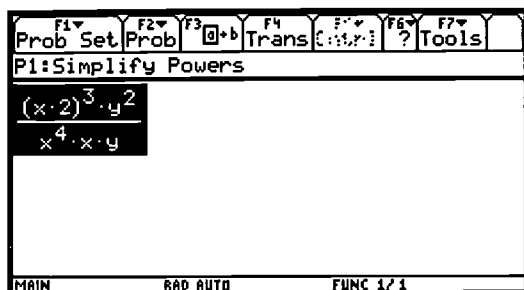 F1▼ F2▼ F3 F4 F6▼ F7▼
Prob Set Prob a→b Trans ? Tools
P1:Simplify Powers
(x·2)³·y²
x⁴·x·y
MAIN RAD AUTO FUNC 1/1